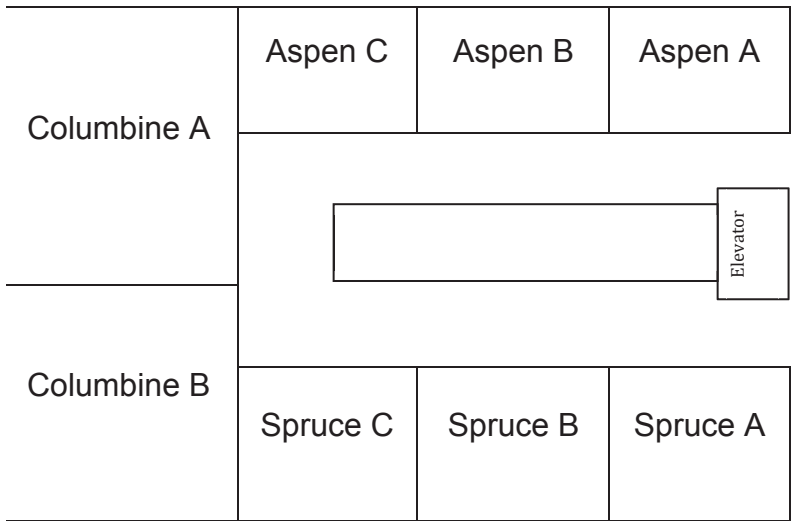 Aspen C
Aspen B
Aspen A
Columbine A
Elevator
Columbine B
Spruce C
Spruce B
Spruce A